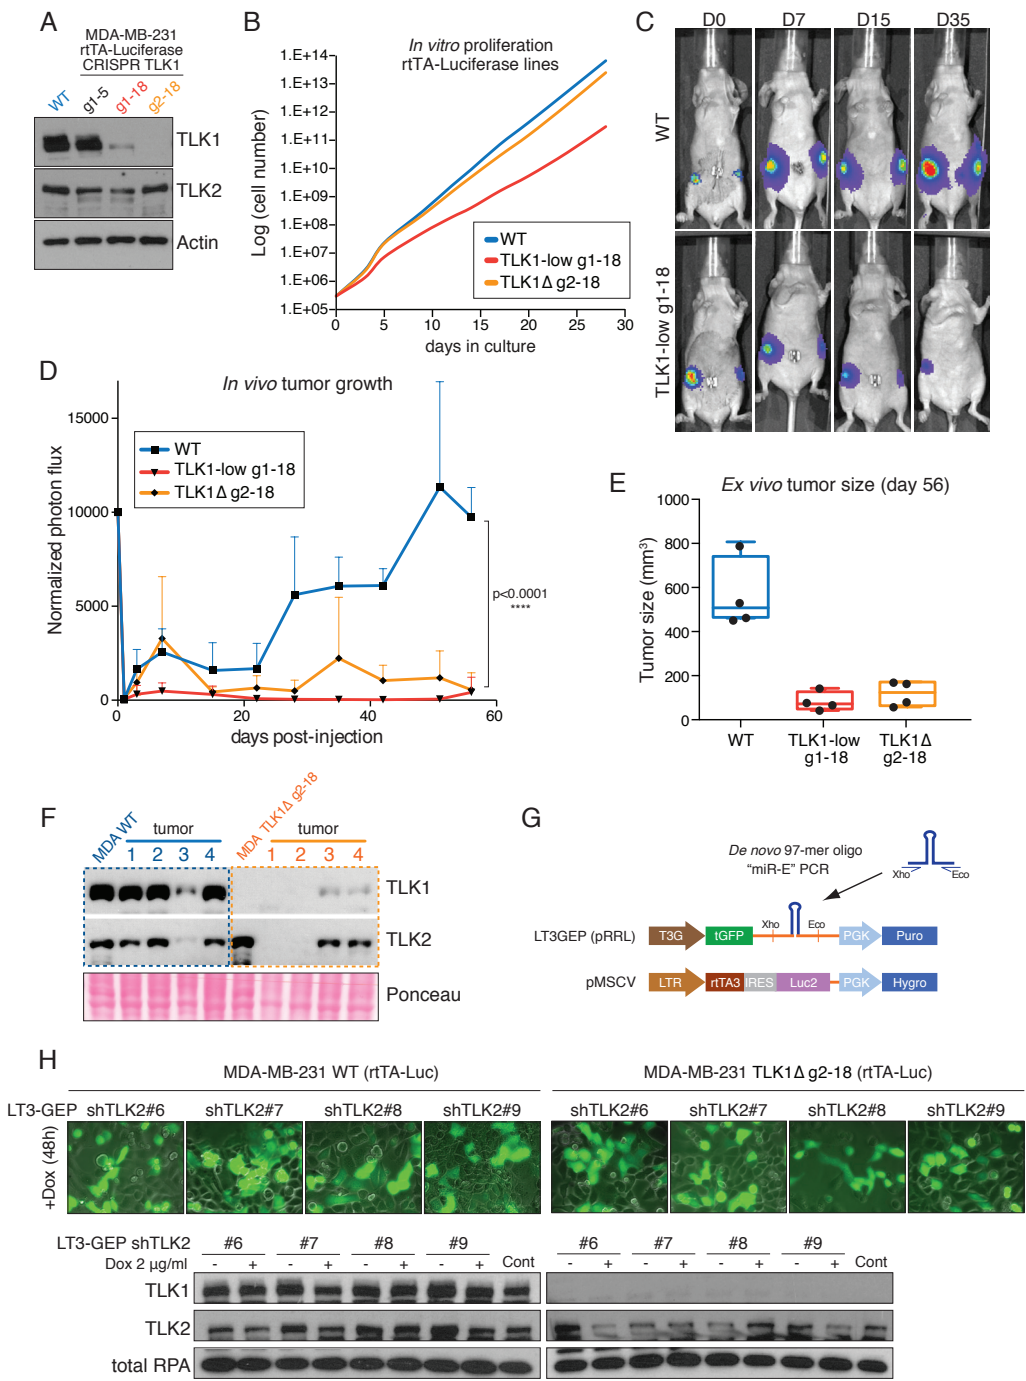 A
MDA-MB-231
rtTA-Luciferase
CRISPR TLK1
WT
g1-5
g1-18
g2-18
TLK1
TLK2
Actin
B
In vitro proliferation
rtTA-Luciferase lines
Log (cell number)
1.E+14
1.E+13
1.E+12
1.E+11
1.E+10
1.E+09
1.E+08
1.E+07
1.E+06
1.E+05
WT
TLK1-low g1-18
TLK1Δ g2-18
0 5 10 15 20 25 30
days in culture
C
D0 D7 D15 D35
WT
TLK1-low g1-18
D
In vivo tumor growth
Normalized photon flux
15000
10000
5000
0
WT
TLK1-low g1-18
TLK1Δ g2-18
p<0.0001
****
0 20 40 60
days post-injection
E
Ex vivo tumor size (day 56)
Tumor size (mm³)
1000
800
600
400
200
0
WT
TLK1-low
g1-18
TLK1Δ
g2-18
F
MDA WT
tumor
1 2 3 4
MDA TLK1Δ g2-18
tumor
1 2 3 4
TLK1
TLK2
Ponceau
G
De novo 97-mer oligo
"miR-E" PCR
Xho Eco
LT3GEP (pRRL)
T3G tGFP Xho Eco PGK Puro
pMSCV
LTR rtTA3 IRES Luc2 PGK Hygro
H
MDA-MB-231 WT (rtTA-Luc)
MDA-MB-231 TLK1Δ g2-18 (rtTA-Luc)
LT3-GEP shTLK2#6 shTLK2#7 shTLK2#8 shTLK2#9 shTLK2#6 shTLK2#7 shTLK2#8 shTLK2#9
+Dox (48h)
LT3-GEP shTLK2 #6 #7 #8 #9 #6 #7 #8 #9
Dox 2 µg/ml - + - + - + - + Cont - + - + - + - + Cont
TLK1
TLK2
total RPA